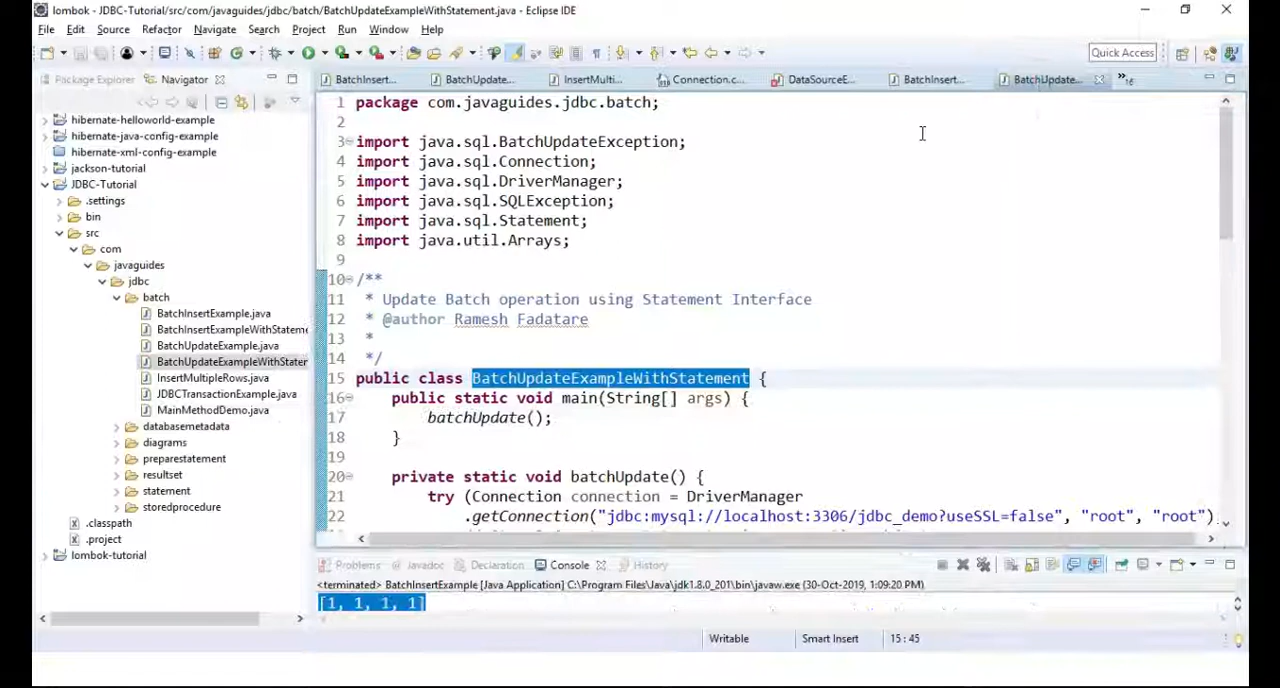 lombok - JDBC-Tutorial/src/com/javaguides/jdbc/batch/BatchUpdateExampleWithStatement.java - Eclipse IDE
File Edit Source Refactor Navigate Search Project Run Window Help
Quick Access
Package Explorer Navigator
BatchInsert... BatchUpdate... InsertMulti... Connection.c... DataSourceE... BatchInsert... BatchUpdate... »16
hibernate-helloworld-example
hibernate-java-config-example
hibernate-xml-config-example
jackson-tutorial
JDBC-Tutorial
.settings
bin
src
com
javaguides
jdbc
batch
BatchInsertExample.java
BatchInsertExampleWithStateme
BatchUpdateExample.java
BatchUpdateExampleWithStater
InsertMultipleRows.java
JDBCTransactionExample.java
MainMethodDemo.java
databasemetadata
diagrams
preparestatement
resultset
statement
storedprocedure
.classpath
.project
lombok-tutorial
1 package com.javaguides.jdbc.batch;
2
3 import java.sql.BatchUpdateException;
4 import java.sql.Connection;
5 import java.sql.DriverManager;
6 import java.sql.SQLException;
7 import java.sql.Statement;
8 import java.util.Arrays;
9
10 /**
11 * Update Batch operation using Statement Interface
12 * @author Ramesh Fadatare
13 *
14 */
15 public class BatchUpdateExampleWithStatement {
16 public static void main(String[] args) {
17 batchUpdate();
18 }
19
20 private static void batchUpdate() {
21 try (Connection connection = DriverManager
22 .getConnection("jdbc:mysql://localhost:3306/jdbc_demo?useSSL=false", "root", "root")
Problems Javadoc Declaration Console History
<terminated> BatchInsertExample [Java Application] C:\Program Files\Java\jdk1.8.0_201\bin\javaw.exe (30-Oct-2019, 1:09:20 PM)
[1, 1, 1, 1]
Writable Smart Insert 15 : 45